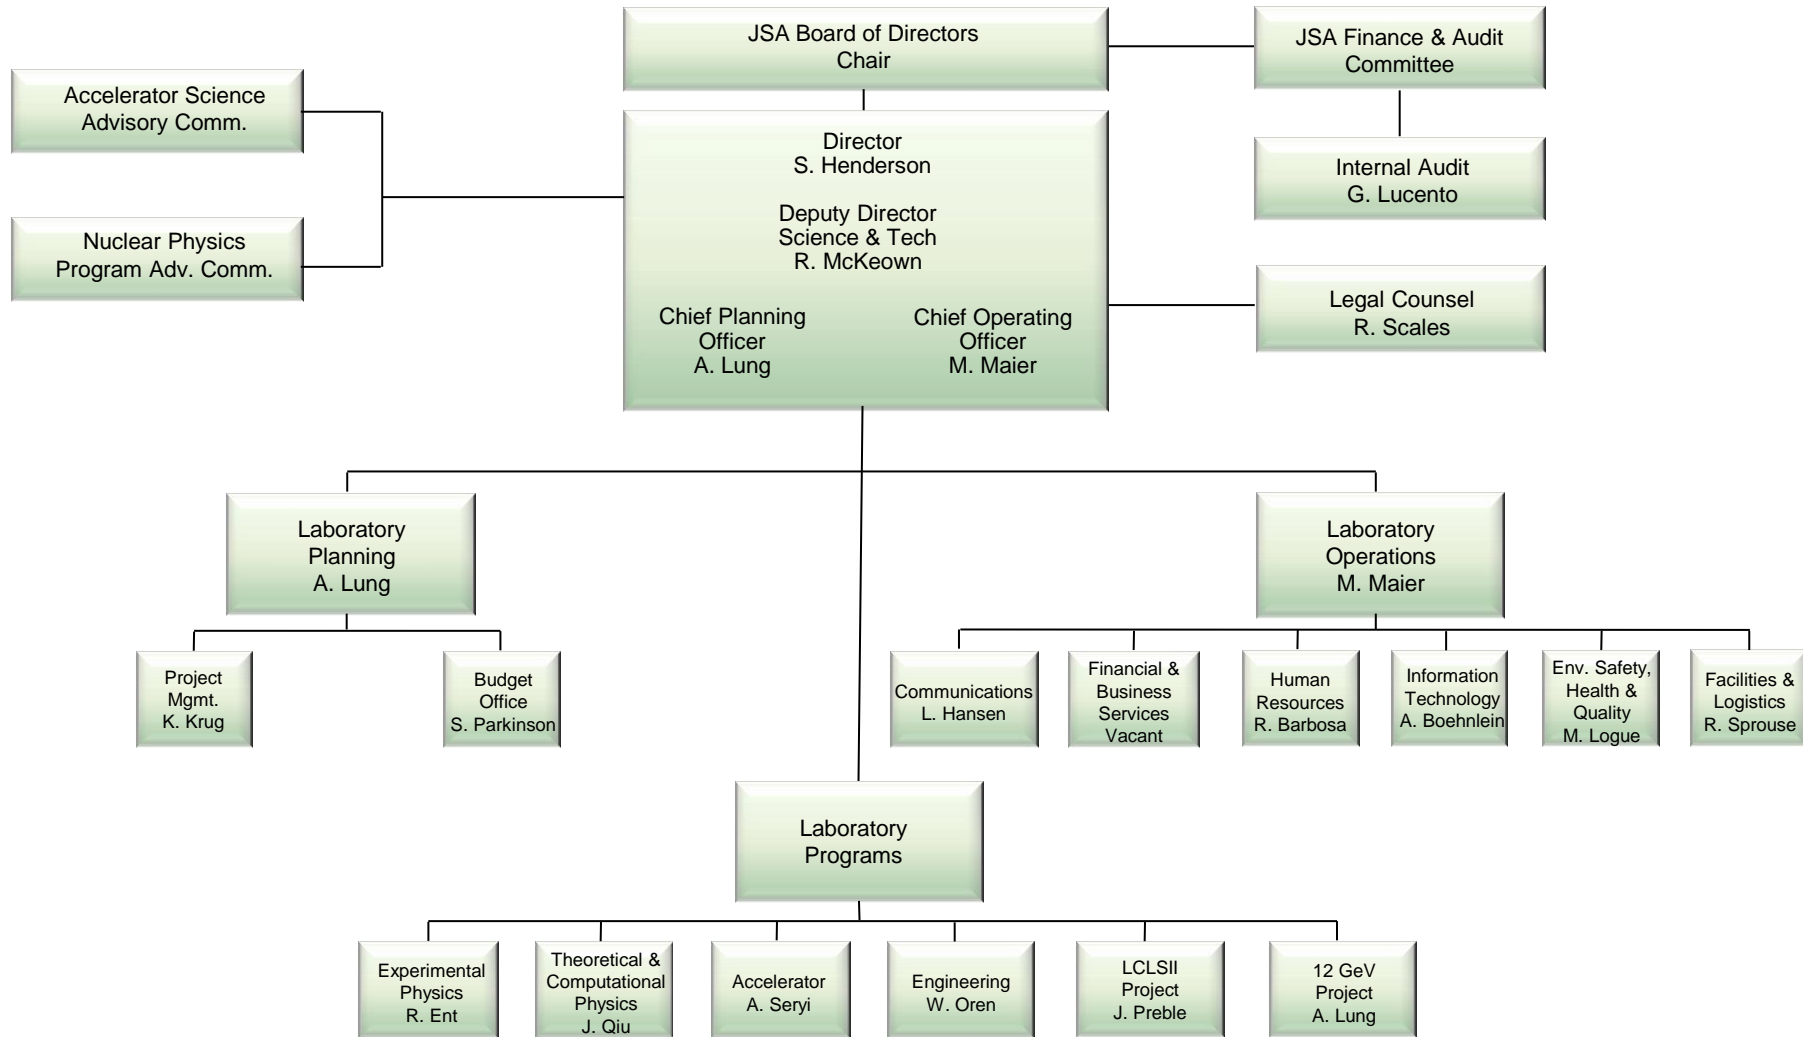 JSA Board of Directors
Chair
JSA Finance & Audit
Committee
Accelerator Science
Advisory Comm.
Director
S. Henderson
Internal Audit
G. Lucento
Deputy Director
Science & Tech
R. McKeown
Nuclear Physics
Program Adv. Comm.
Legal Counsel
R. Scales
Chief Planning
Officer
A. Lung
Chief Operating
Officer
M. Maier
Laboratory
Planning
A. Lung
Laboratory
Operations
M. Maier
Project
Mgmt.
K. Krug
Budget
Office
S. Parkinson
Communications
L. Hansen
Financial &
Business
Services
Vacant
Human
Resources
R. Barbosa
Information
Technology
A. Boehnlein
Env. Safety,
Health &
Quality
M. Logue
Facilities &
Logistics
R. Sprouse
Laboratory
Programs
Experimental
Physics
R. Ent
Theoretical &
Computational
Physics
J. Qiu
Accelerator
A. Seryi
Engineering
W. Oren
LCLSII
Project
J. Preble
12 GeV
Project
A. Lung